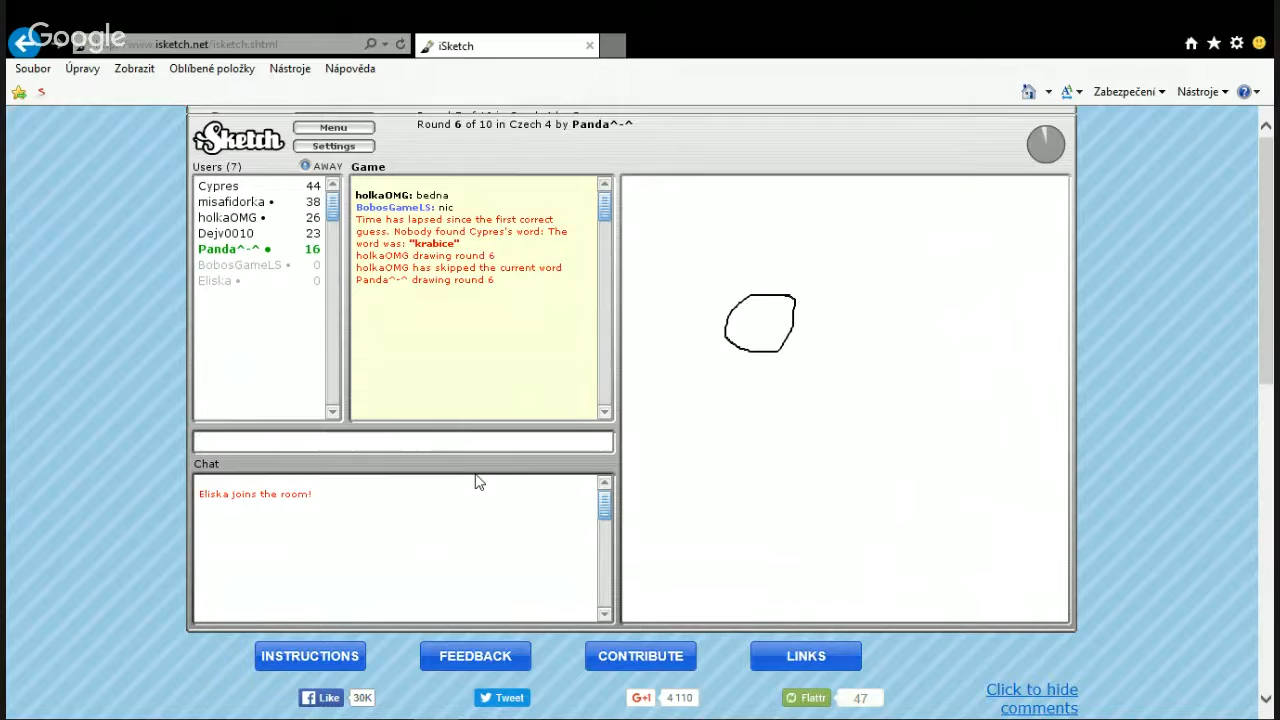 Google
www.isketch.net/isketch.shtml
iSketch
Soubor Úpravy Zobrazit Oblíbené položky Nástroje Nápověda
S
Zabezpečení Nástroje
iSketch
Menu
Settings
Round 6 of 10 in Czech 4 by Panda^-^
Users (7) AWAY Game
Cypres 44
misafidorka • 38
holkaOMG • 26
Dejv0010 23
Panda^-^ • 16
BobosGameLS • 0
Eliska • 0
holkaOMG: bedna
BobosGameLS: nic
Time has lapsed since the first correct
guess. Nobody found Cypres's word: The
word was: "krabice"
holkaOMG drawing round 6
holkaOMG has skipped the current word
Panda^-^ drawing round 6
Chat
Eliska joins the room!
INSTRUCTIONS FEEDBACK CONTRIBUTE LINKS
Like 30K Tweet G+1 4 110 Flattr 47
Click to hide
comments